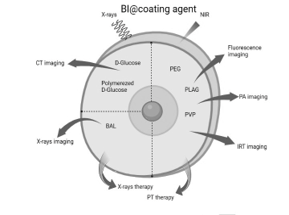 BI@coating agent
X-rays
NIR
Fluorescence
imaging
CT imaging
D-Glucose
PEG
Polymerezed
D-Glucose
PLAG
PA imaging
PVP
BAL
X-rays imaging
IRT imaging
X-rays therapy
PT therapy